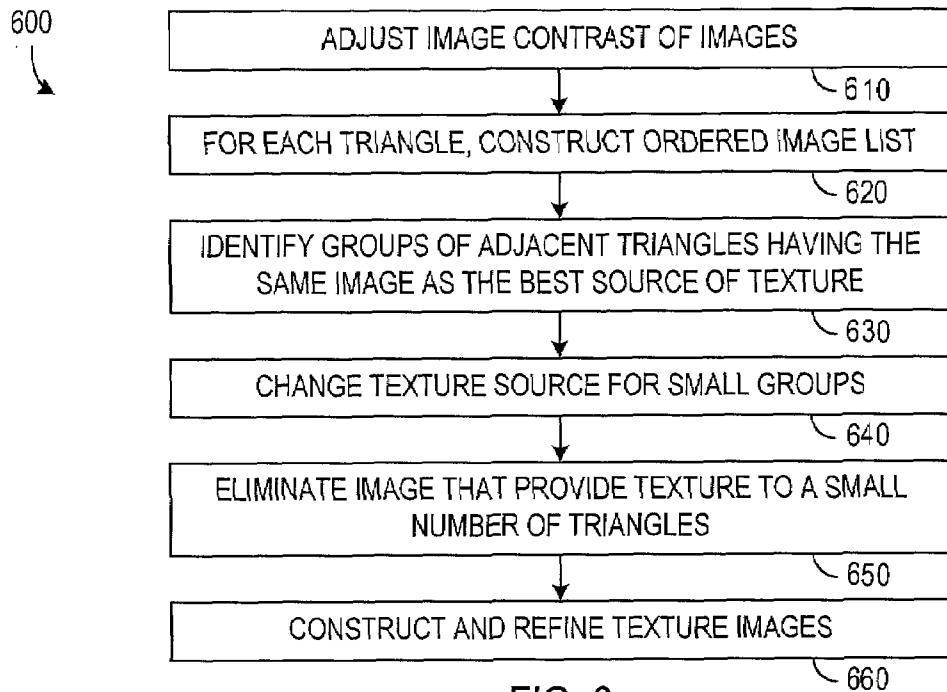 600
ADJUST IMAGE CONTRAST OF IMAGES
610
FOR EACH TRIANGLE, CONSTRUCT ORDERED IMAGE LIST
620
IDENTIFY GROUPS OF ADJACENT TRIANGLES HAVING THE
SAME IMAGE AS THE BEST SOURCE OF TEXTURE
630
CHANGE TEXTURE SOURCE FOR SMALL GROUPS
640
ELIMINATE IMAGE THAT PROVIDE TEXTURE TO A SMALL
NUMBER OF TRIANGLES
650
CONSTRUCT AND REFINE TEXTURE IMAGES
660